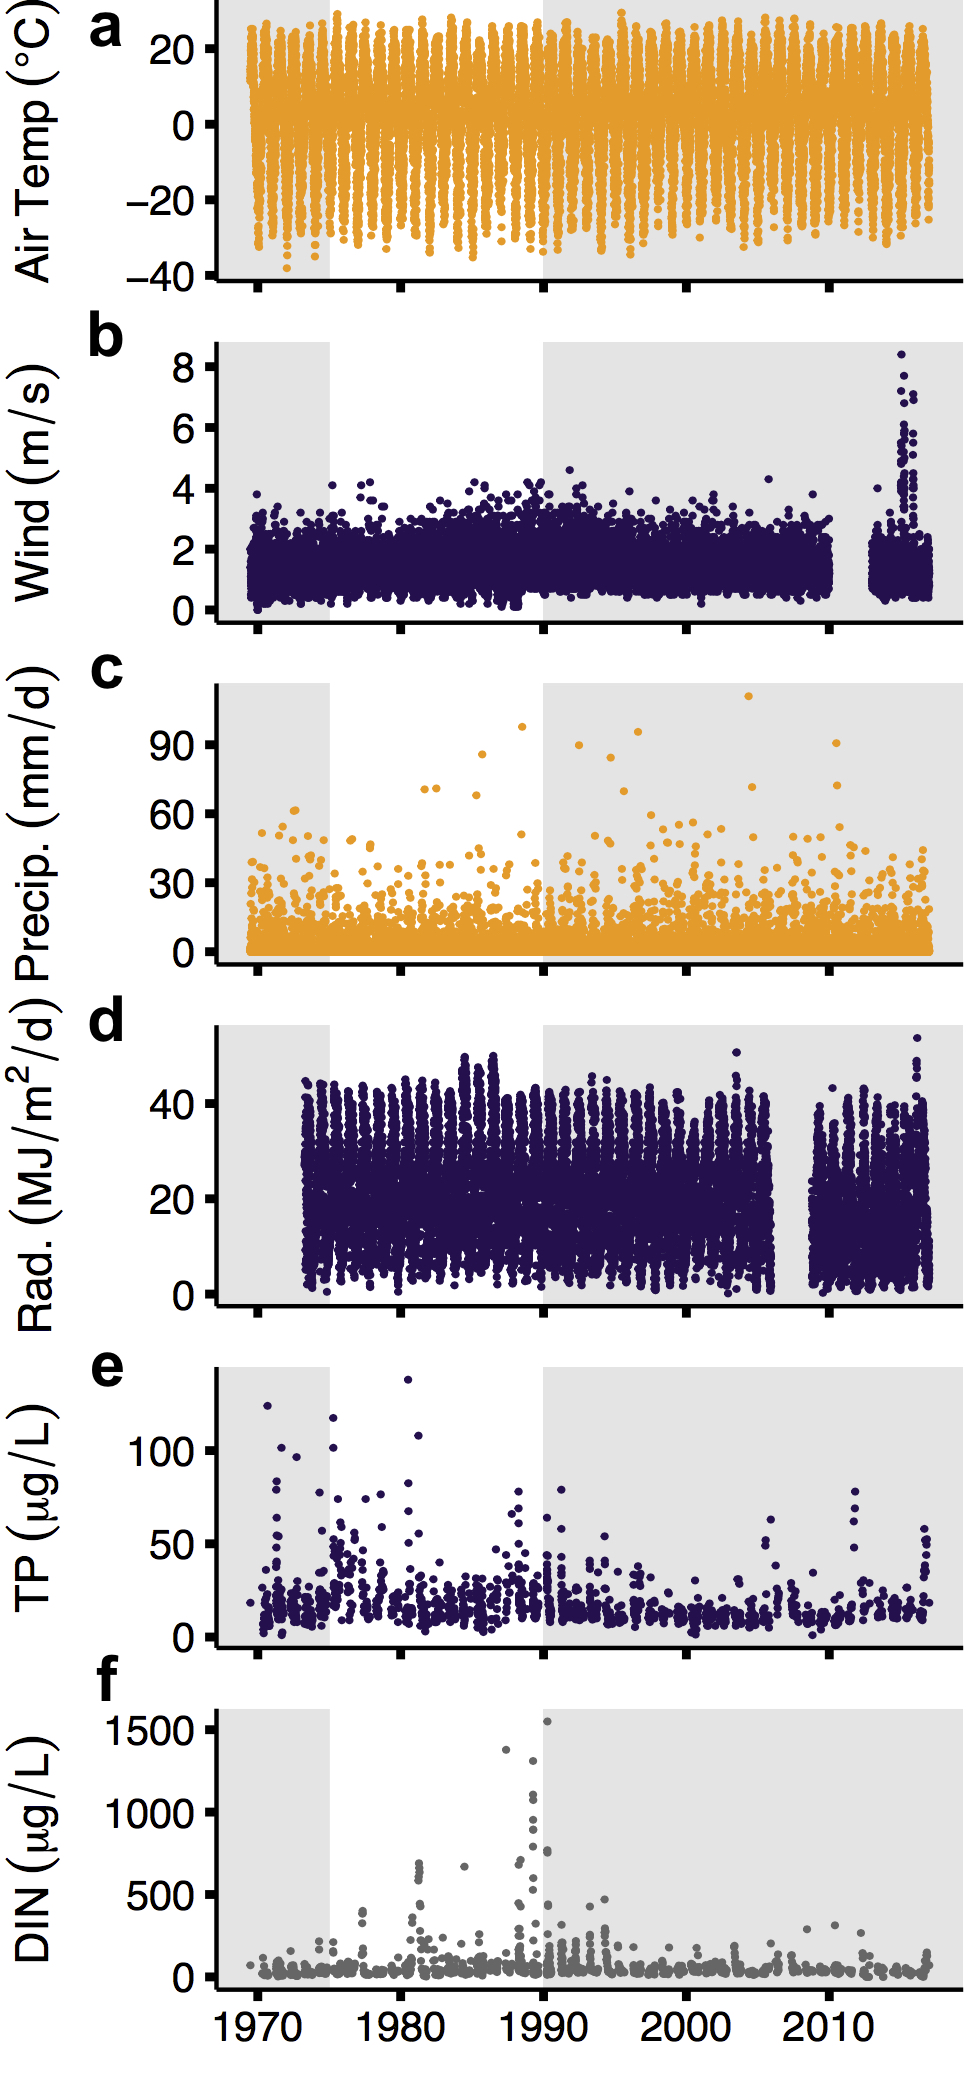 a
Air Temp (°C)
20
0
−20
−40
b
Wind (m/s)
8
6
4
2
0
c
Precip. (mm/d)
90
60
30
0
d
Rad. (MJ/m²/d)
40
20
0
e
TP (μg/L)
100
50
0
f
DIN (μg/L)
1500
1000
500
0
1970 1980 1990 2000 2010